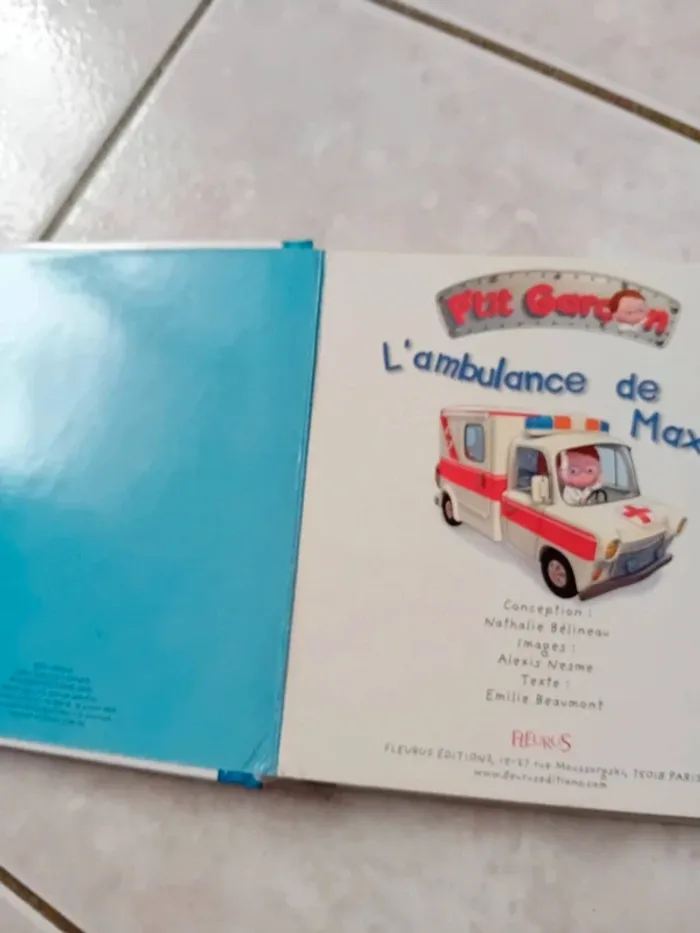 P'tit Garçon
L'ambulance de
Max
Conception :
Nathalie Bélineau
Images :
Alexis Nesme
Texte :
Emilie Beaumont
FLEURUS
FLEURUS ÉDITIONS, 15-27 rue Moussorgski, 75018 PARIS
www.fleuruseditions.com